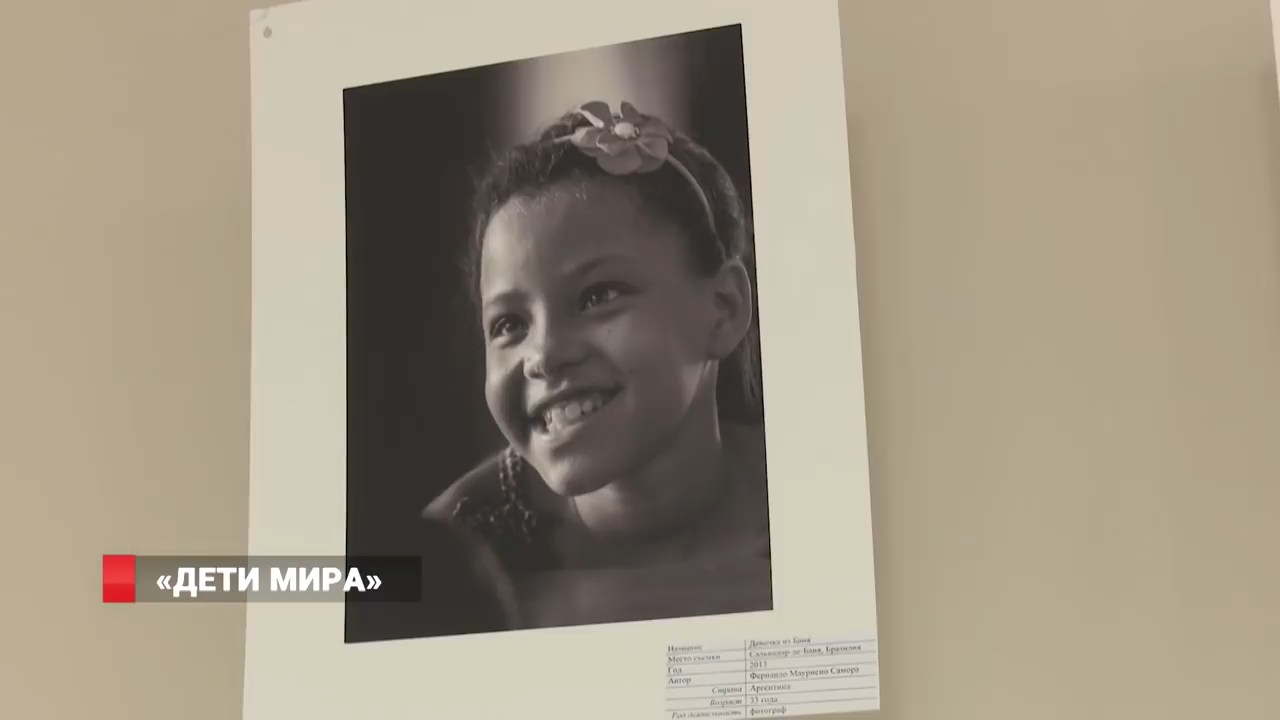 «ДЕТИ МИРА»
Название Девочка из Баия
Место съемки Сальвадор де Баия, Бразилия
Год 2013
Автор Фернандо Маурисио Самора
Страна Аргентина
Возраст 33 года
Род деятельности фотограф